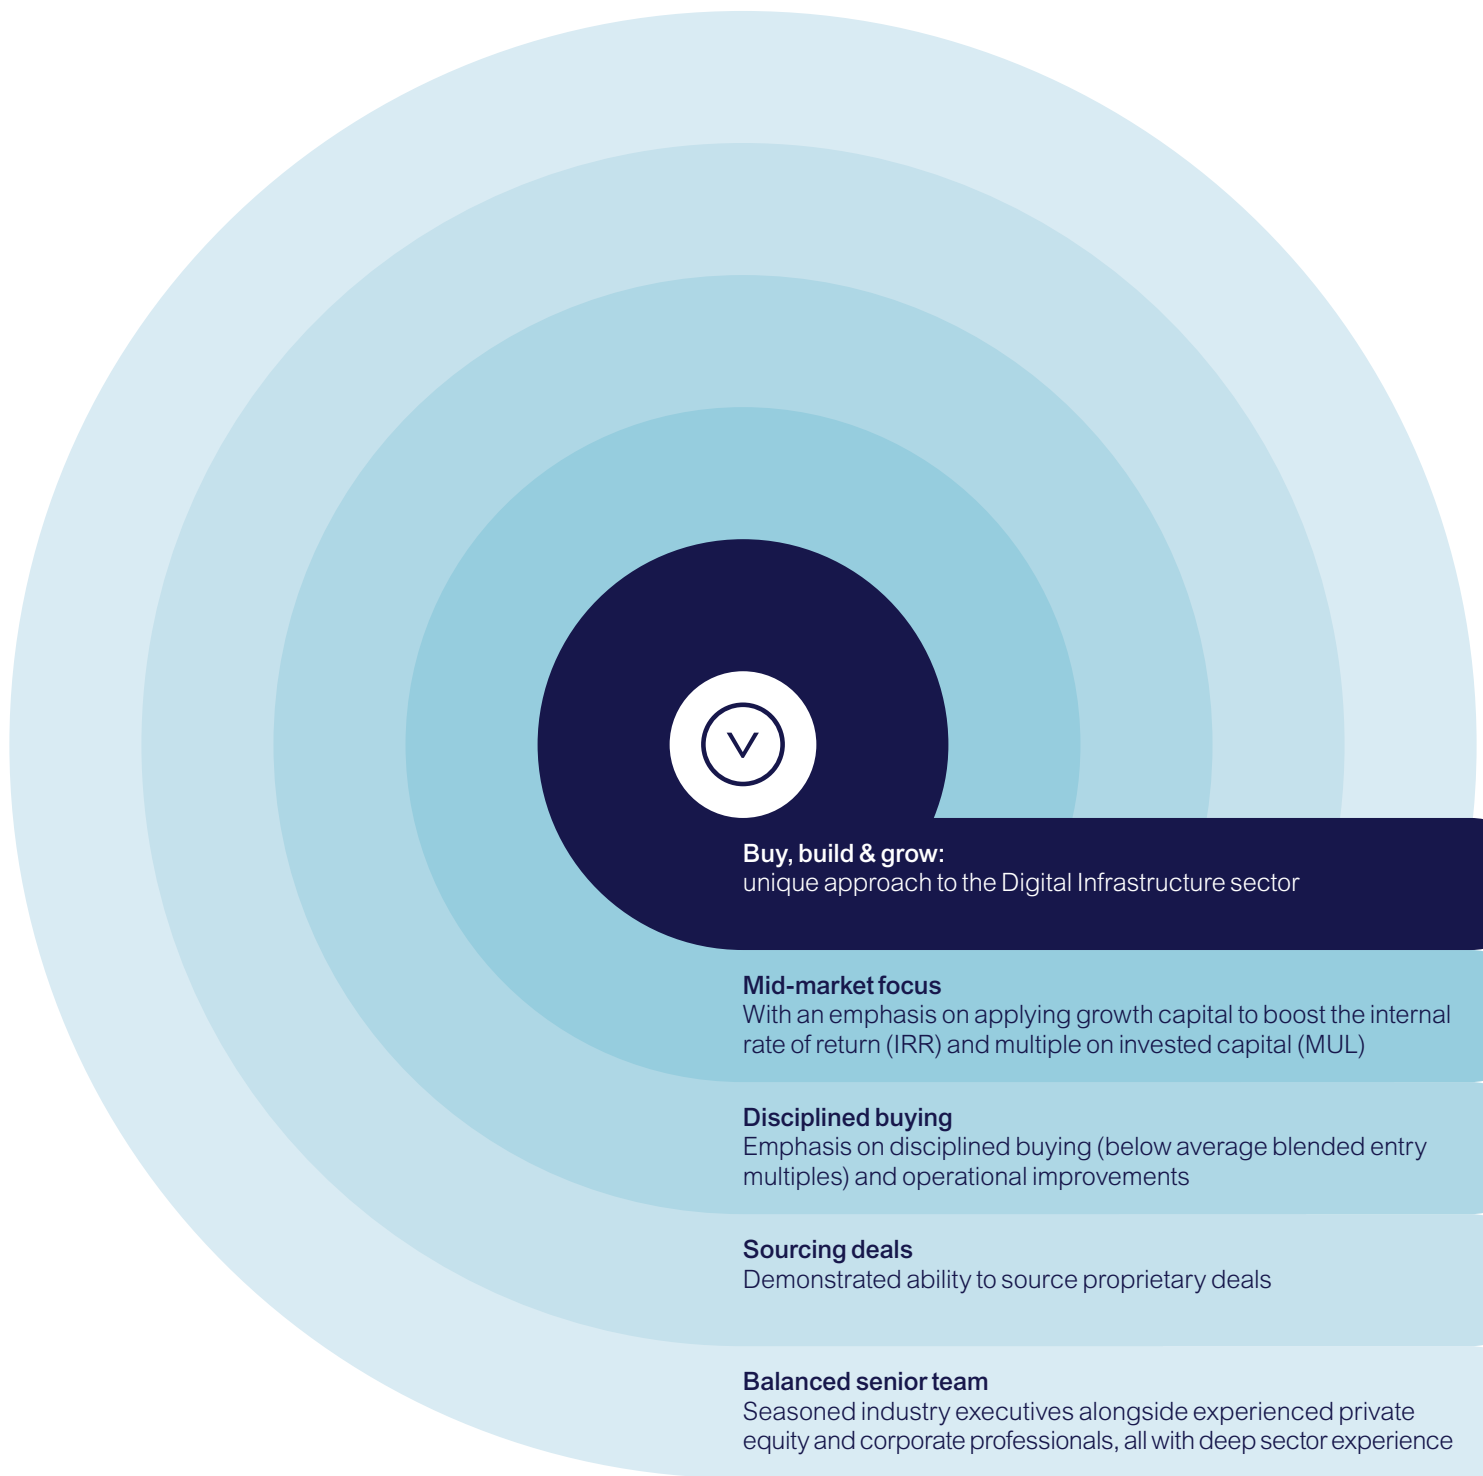 V
Buy, build & grow:
unique approach to the Digital Infrastructure sector
Mid-market focus
With an emphasis on applying growth capital to boost the internal
rate of return (IRR) and multiple on invested capital (MUL)
Disciplined buying
Emphasis on disciplined buying (below average blended entry
multiples) and operational improvements
Sourcing deals
Demonstrated ability to source proprietary deals
Balanced senior team
Seasoned industry executives alongside experienced private
equity and corporate professionals, all with deep sector experience